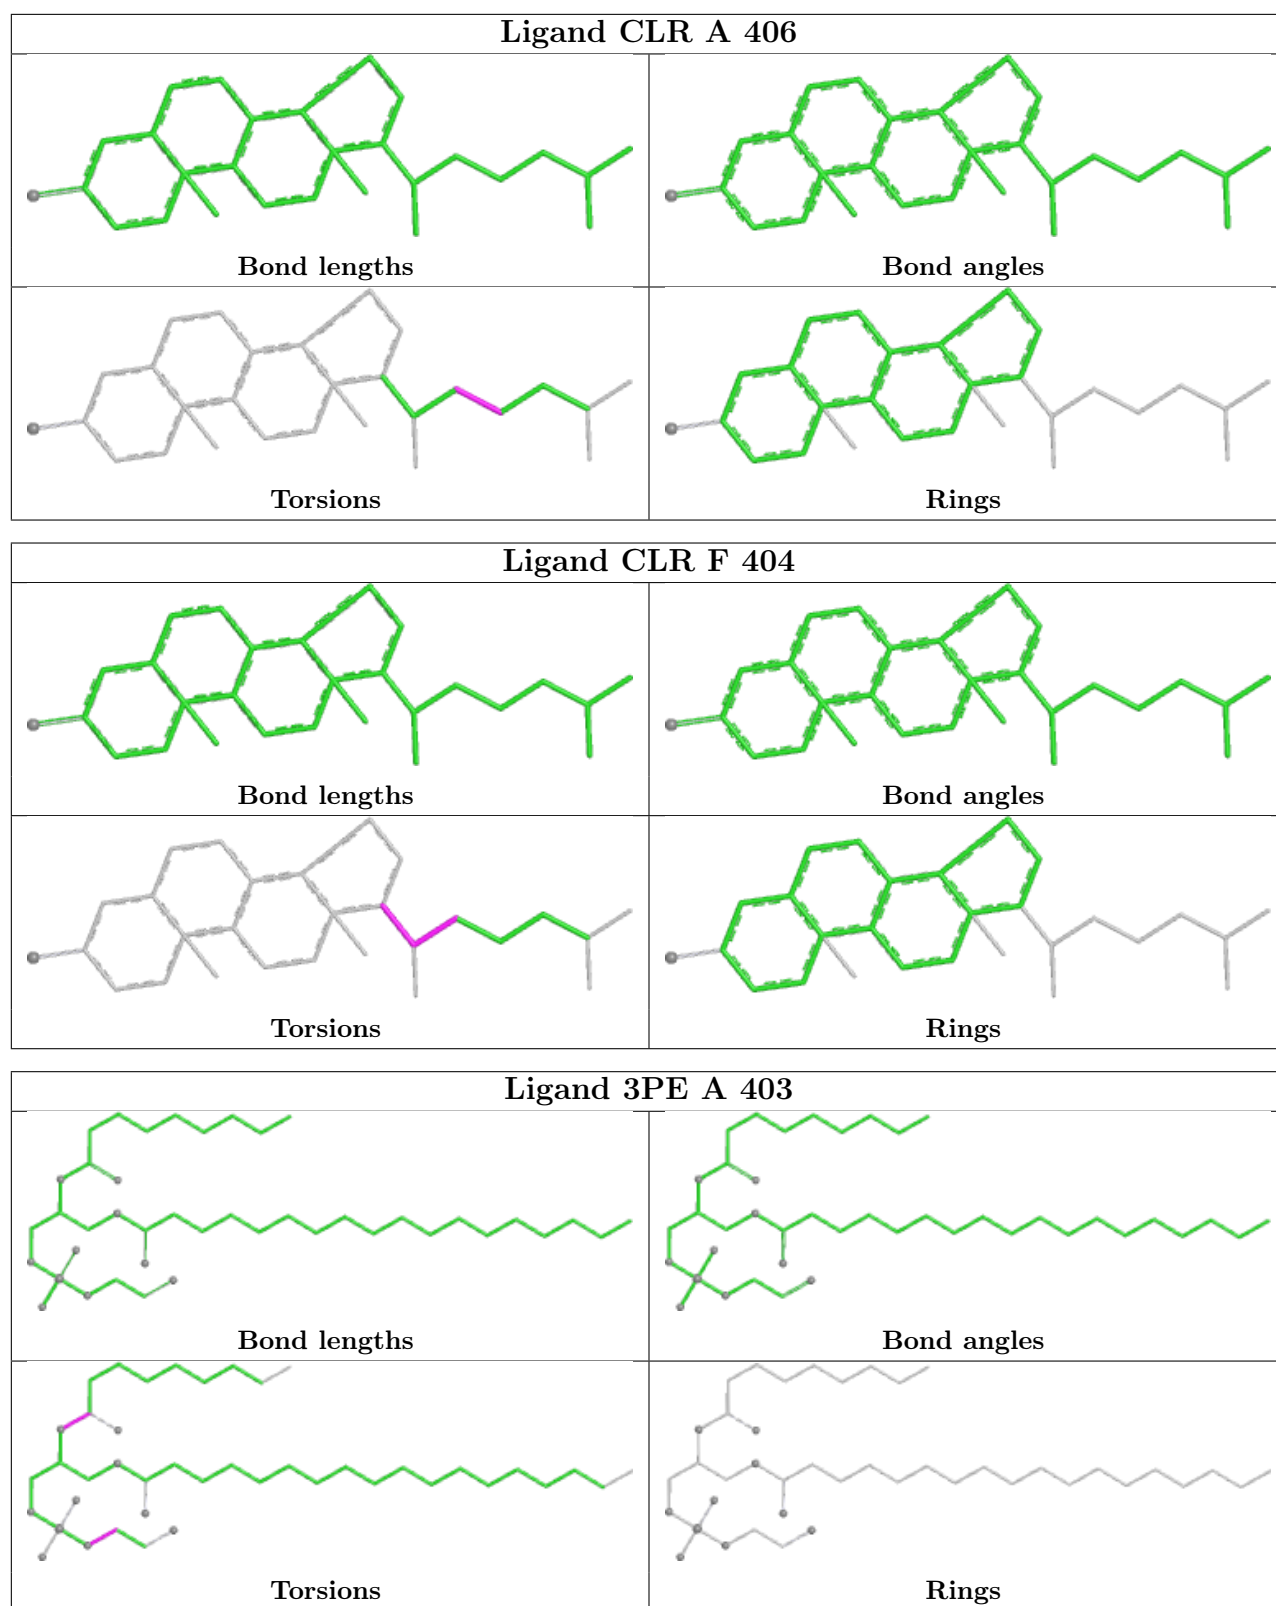 Ligand CLR A 406
Bond lengths
Bond angles
Torsions
Rings
Ligand CLR F 404
Bond lengths
Bond angles
Torsions
Rings
Ligand 3PE A 403
Bond lengths
Bond angles
Torsions
Rings